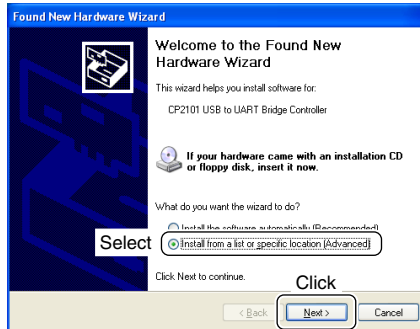 Found New Hardware Wizard
Welcome to the Found New
Hardware Wizard
This wizard helps you install software for:
CP2101 USB to UART Bridge Controller
If your hardware came with an installation CD
or floppy disk, insert it now.
What do you want the wizard to do?
Install the software automatically (Recommended)
Select
Install from a list or specific location (Advanced)
Click Next to continue.
Click
< Back
Next >
Cancel